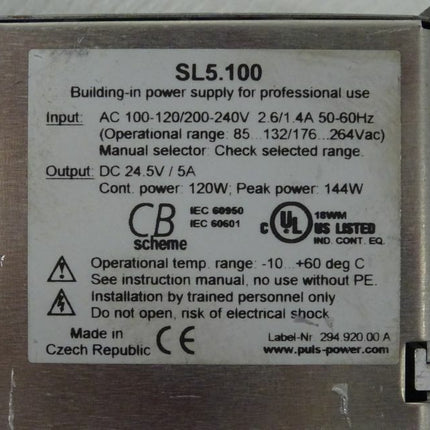 SL5.100
Building-in power supply for professional use
Input: AC 100-120/200-240V 2.6/1.4A 50-60Hz
(Operational range: 85...132/176...264Vac)
Manual selector: Check selected range.
Output: DC 24.5V / 5A
Cont. power: 120W; Peak power: 144W
CB scheme
IEC 60950
IEC 60601
c UL US LISTED
18WM
IND. CONT. EQ.
Operational temp. range: -10...+60 deg C
See instruction manual, no use without PE.
Installation by trained personnel only
Do not open, risk of electrical shock
Made in
Czech Republic
CE
Label-Nr. 294.920.00 A
www.puls-power.com